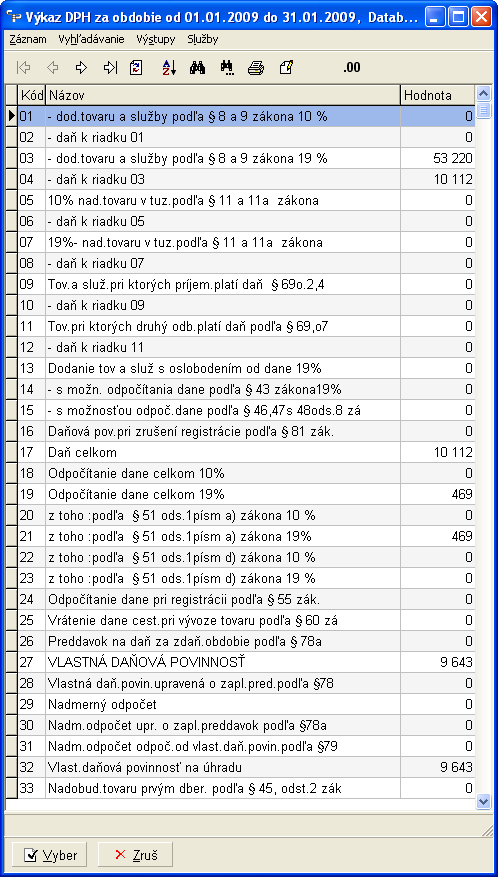 Výkaz DPH za obdobie od 01.01.2009 do 31.01.2009, Datab...
Záznam Vyhľadávanie Výstupy Služby
.00
Kód Názov Hodnota
01 - dod.tovaru a služby podľa § 8 a 9 zákona 10 % 0
02 - daň k riadku 01 0
03 - dod.tovaru a služby podľa § 8 a 9 zákona 19 % 53 220
04 - daň k riadku 03 10 112
05 10% nad.tovaru v tuz.podľa § 11 a 11a zákona 0
06 - daň k riadku 05 0
07 19%- nad.tovaru v tuz.podľa § 11 a 11a zákona 0
08 - daň k riadku 07 0
09 Tov.a služ.pri ktorých príjem.platí daň § 69o.2,4 0
10 - daň k riadku 09 0
11 Tov.pri ktorých druhý odb.platí daň podľa § 69,o7 0
12 - daň k riadku 11 0
13 Dodanie tov a služ s oslobodením od dane 19% 0
14 - s možn. odpočítania dane podľa § 43 zákona19% 0
15 - s možnosťou odpoč.dane podľa § 46,47s 48ods.8 zá 0
16 Daňová pov.pri zrušení registrácie podľa § 81 zák. 0
17 Daň celkom 10 112
18 Odpočítanie dane celkom 10% 0
19 Odpočítanie dane celkom 19% 469
20 z toho :podľa § 51 ods.1písm a) zákona 10 % 0
21 z toho :podľa § 51 ods.1písm a) zákona 19% 469
22 z toho :podľa § 51 ods.1písm d) zákona 10 % 0
23 z toho :podľa § 51 ods.1písm d) zákona 19 % 0
24 Odpočítanie dane pri registrácii podľa § 55 zák. 0
25 Vrátenie dane cest.pri vývoze tovaru podľa § 60 zá 0
26 Preddavok na daň za zdaň.obdobie podľa § 78a 0
27 VLASTNÁ DAŇOVÁ POVINNOSŤ 9 643
28 Vlastná daň.povin.upravená o zapl.pred.podľa §78 0
29 Nadmerný odpočet 0
30 Nadm.odpočet upr. o zapl.preddavok podľa §78a 0
31 Nadm.odpočet odpoč.od vlast.daň.povin.podľa §79 0
32 Vlast.daňová povinnosť na úhradu 9 643
33 Nadobud.tovaru prvým dber. podľa § 45, odst.2 zák 0
Vyber Zruš